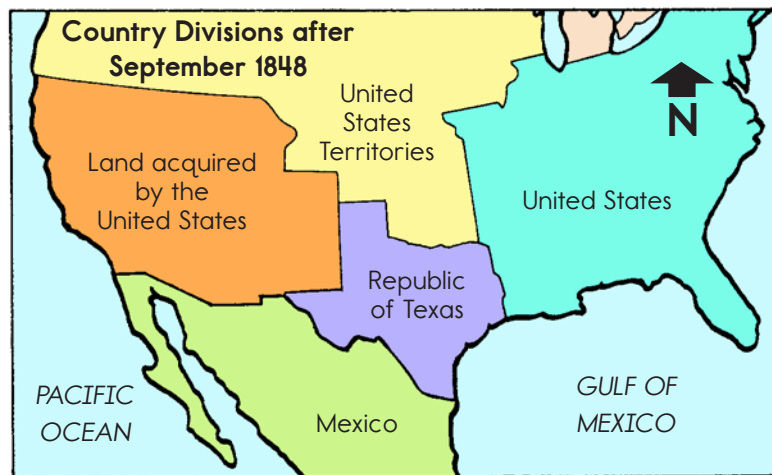 Country Divisions after
September 1848
United
States
Territories
N
Land acquired
by the
United States
United States
Republic
of Texas
PACIFIC
OCEAN
Mexico
GULF OF
MEXICO